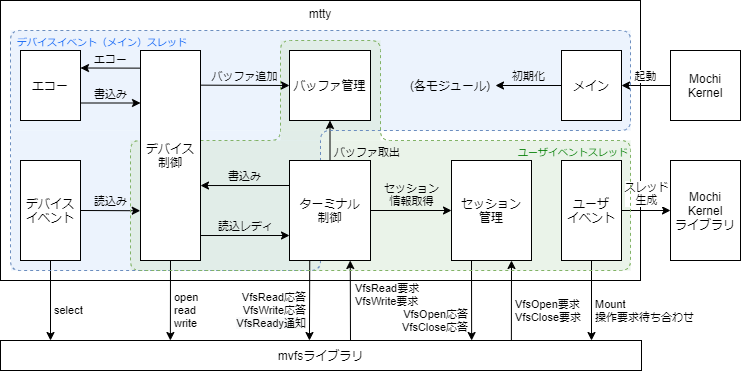 mtty
デバイスイベント（メイン）スレッド
エコー
エコー
書込み
デバイス
制御
バッファ追加
バッファ管理
(各モジュール)
初期化
メイン
起動
Mochi
Kernel
バッファ取出
ユーザイベントスレッド
デバイス
イベント
読込み
書込み
読込レディ
ターミナル
制御
セッション
情報取得
セッション
管理
ユーザ
イベント
スレッド
生成
Mochi
Kernel
ライブラリ
select
open
read
write
VfsRead応答
VfsWrite応答
VfsReady通知
VfsRead要求
VfsWrite要求
VfsOpen応答
VfsClose応答
VfsOpen要求
VfsClose要求
Mount
操作要求待ち合わせ
mvfsライブラリ